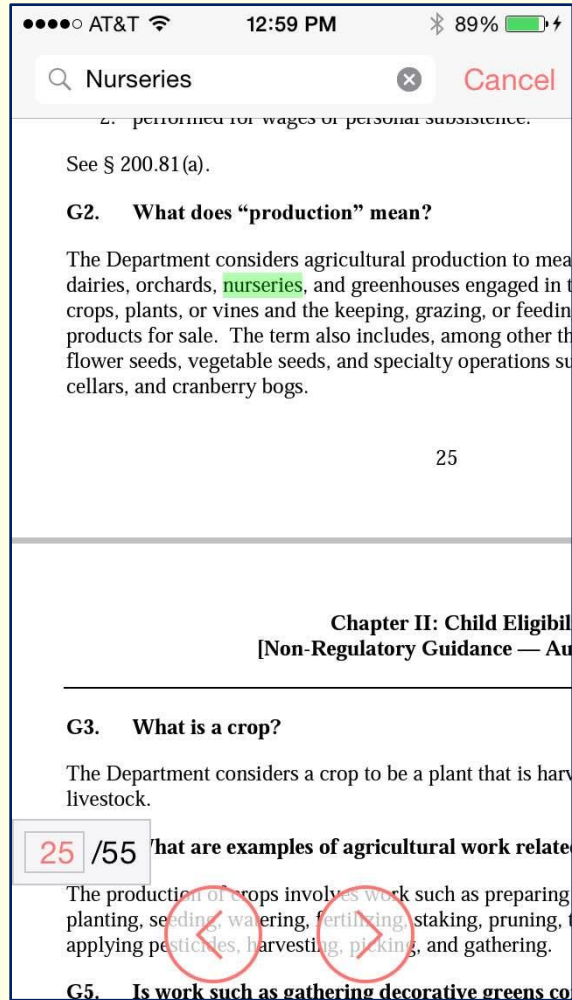 AT&T 12:59 PM 89%
Nurseries Cancel
2. performed for wages or personal subsistence.
See § 200.81(a).
G2. What does “production” mean?
The Department considers agricultural production to mea
dairies, orchards, nurseries, and greenhouses engaged in t
crops, plants, or vines and the keeping, grazing, or feedin
products for sale. The term also includes, among other th
flower seeds, vegetable seeds, and specialty operations su
cellars, and cranberry bogs.
25
Chapter II: Child Eligibil
[Non-Regulatory Guidance — Au
G3. What is a crop?
The Department considers a crop to be a plant that is harv
livestock.
25 /55 hat are examples of agricultural work relate
The production of crops involves work such as preparing
planting, seeding, watering, fertilizing, staking, pruning, t
applying pesticides, harvesting, picking, and gathering.
G5. Is work such as gathering decorative greens co